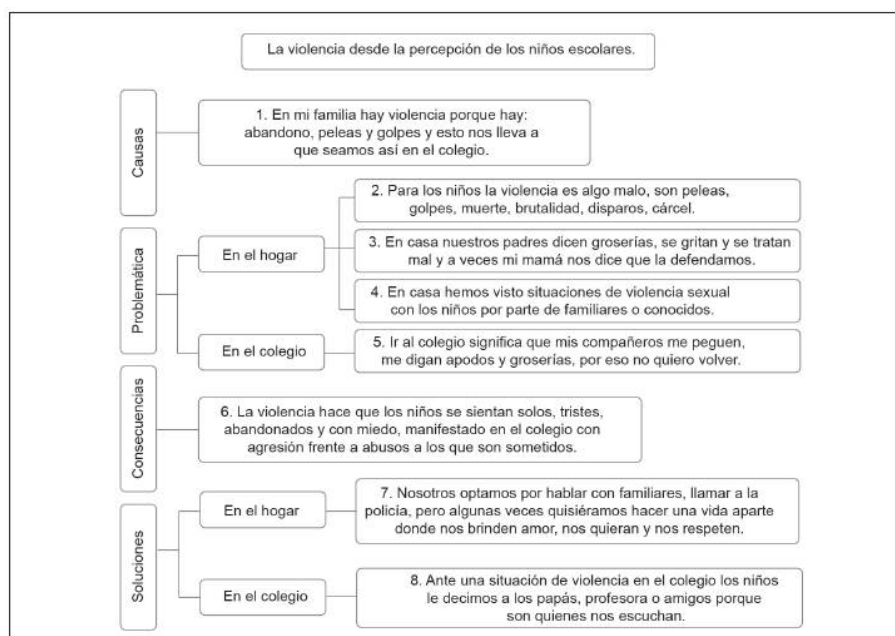 La violencia desde la percepción de los niños escolares.
Causas
1. En mi familia hay violencia porque hay:
abandono, peleas y golpes y esto nos lleva a
que seamos así en el colegio.
Problemática
En el hogar
2. Para los niños la violencia es algo malo, son peleas,
golpes, muerte, brutalidad, disparos, cárcel.
3. En casa nuestros padres dicen groserías, se gritan y se tratan
mal y a veces mi mamá nos dice que la defendamos.
4. En casa hemos visto situaciones de violencia sexual
con los niños por parte de familiares o conocidos.
En el colegio
5. Ir al colegio significa que mis compañeros me peguen,
me digan apodos y groserías, por eso no quiero volver.
Consecuencias
6. La violencia hace que los niños se sientan solos, tristes,
abandonados y con miedo, manifestado en el colegio con
agresión frente a abusos a los que son sometidos.
Soluciones
En el hogar
7. Nosotros optamos por hablar con familiares, llamar a la
policía, pero algunas veces quisiéramos hacer una vida aparte
donde nos brinden amor, nos quieran y nos respeten.
En el colegio
8. Ante una situación de violencia en el colegio los niños
le decimos a los papás, profesora o amigos porque
son quienes nos escuchan.